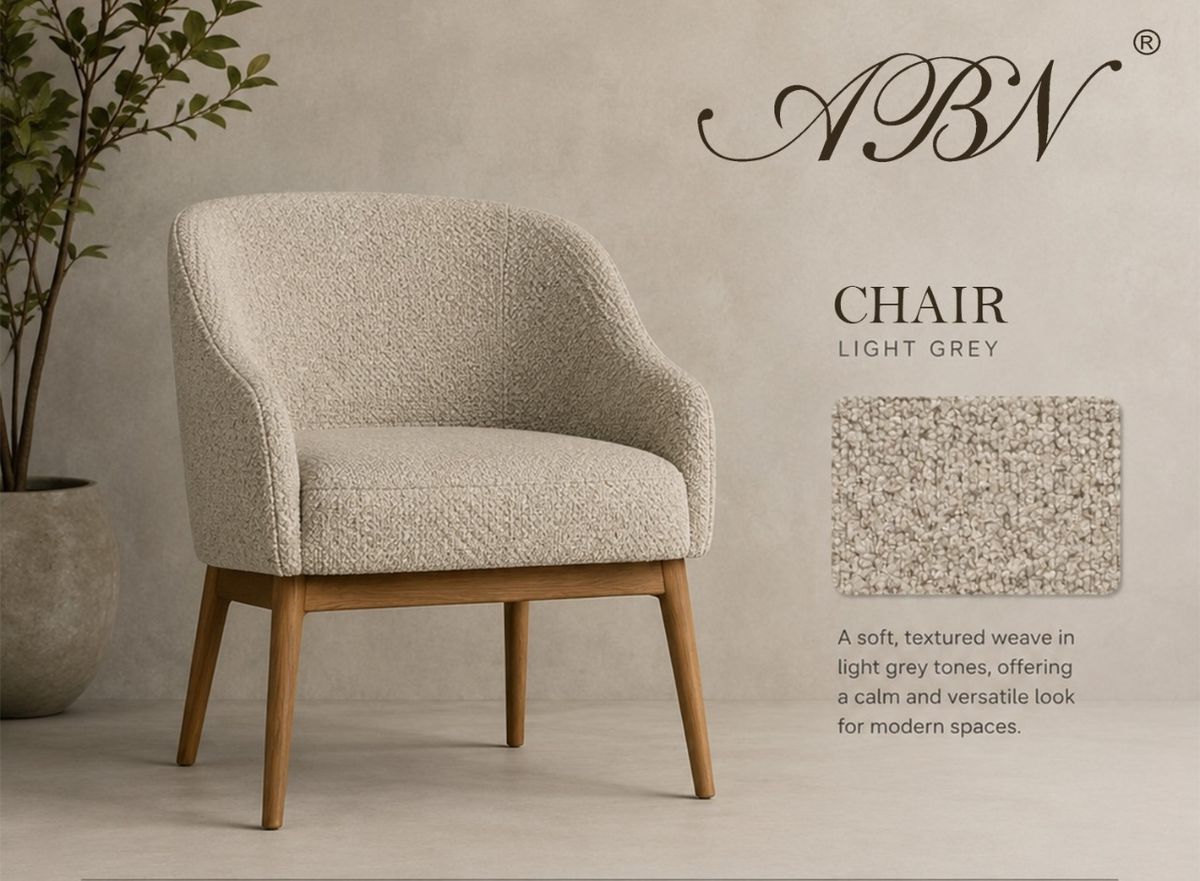 ABN®
CHAIR
LIGHT GREY
A soft, textured weave in
light grey tones, offering
a calm and versatile look
for modern spaces.